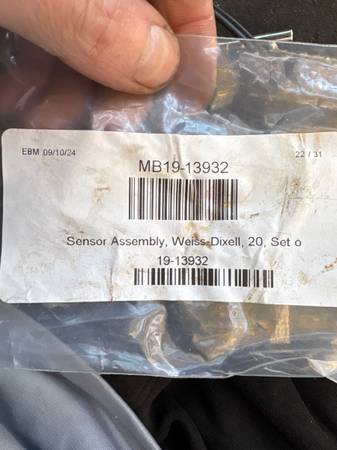 EBM 09/10/24 22 / 31
MB19-13932
Sensor Assembly, Weiss-Dixell, 20, Set o
19-13932